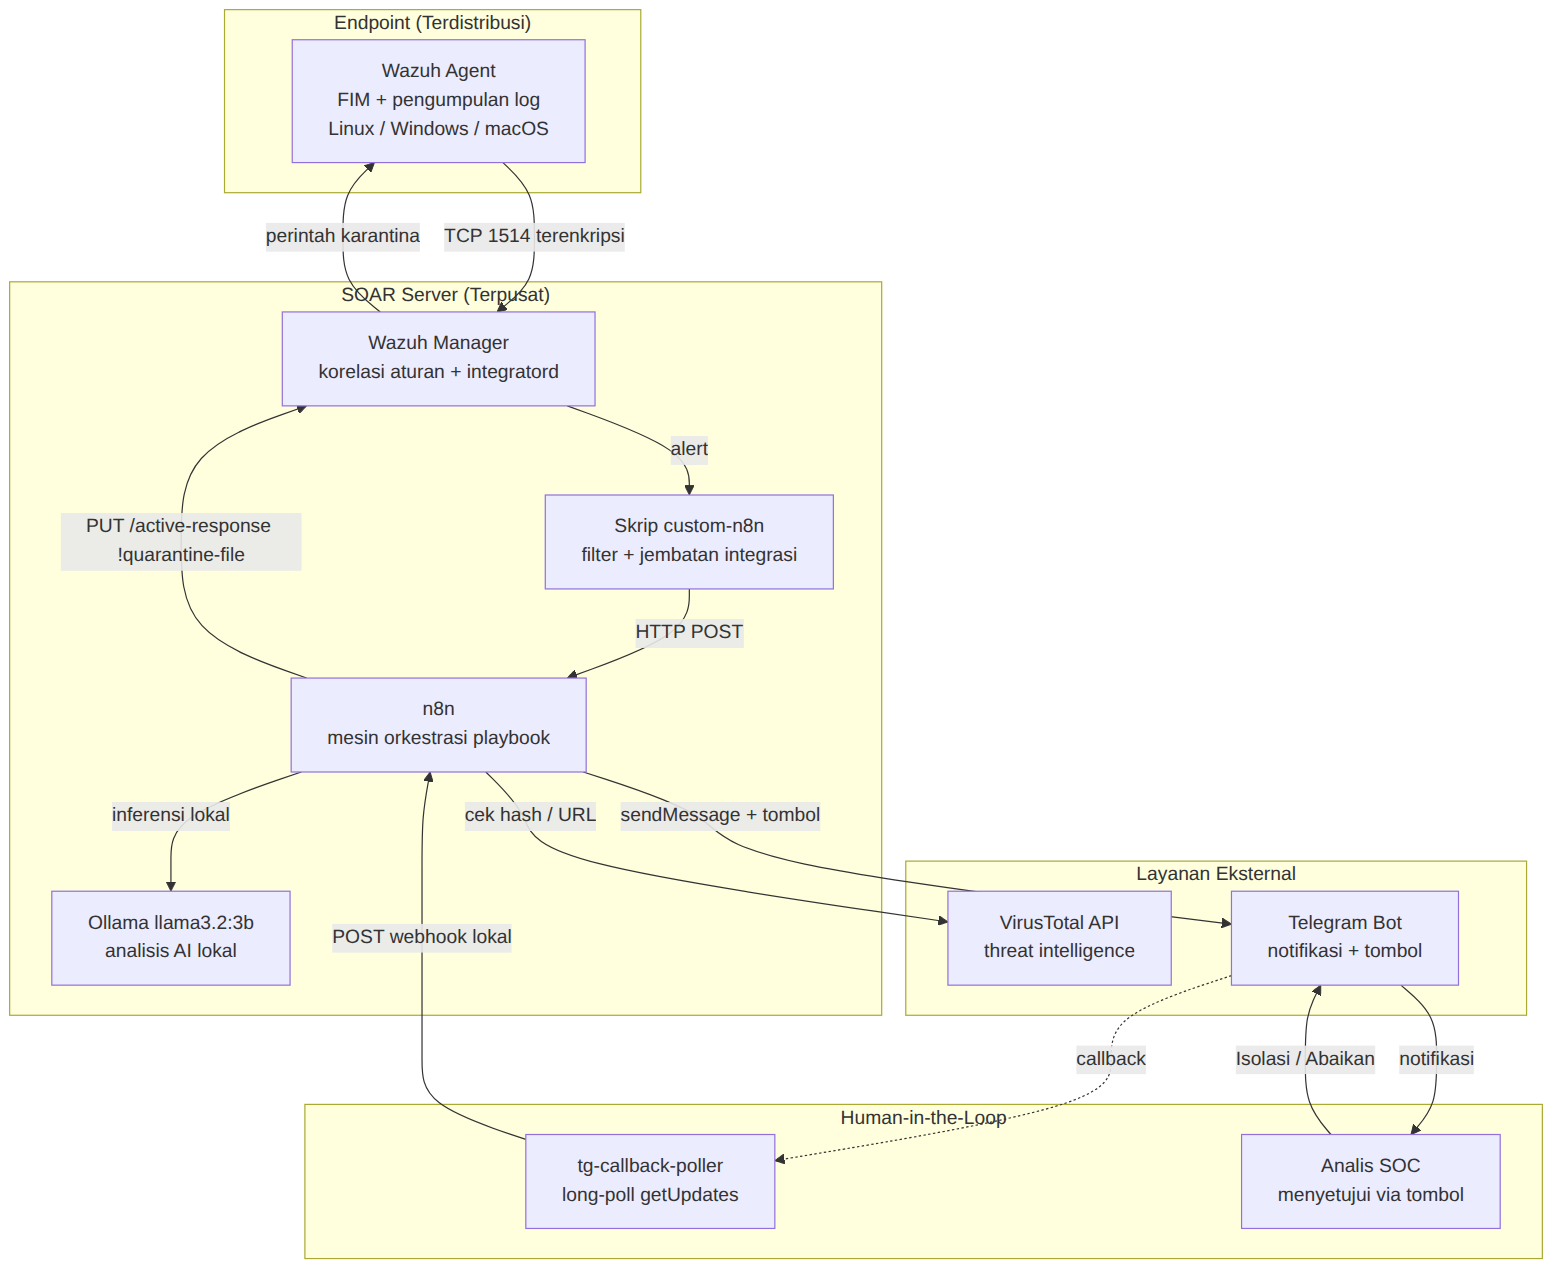 Endpoint (Terdistribusi)
Wazuh Agent
FIM + pengumpulan log
Linux / Windows / macOS
perintah karantina
TCP 1514 terenkripsi
SOAR Server (Terpusat)
Wazuh Manager
korelasi aturan + integratord
alert
PUT /active-response
!quarantine-file
Skrip custom-n8n
filter + jembatan integrasi
HTTP POST
n8n
mesin orkestrasi playbook
inferensi lokal
cek hash / URL
sendMessage + tombol
Ollama llama3.2:3b
analisis AI lokal
POST webhook lokal
Layanan Eksternal
VirusTotal API
threat intelligence
Telegram Bot
notifikasi + tombol
callback
Isolasi / Abaikan
notifikasi
Human-in-the-Loop
tg-callback-poller
long-poll getUpdates
Analis SOC
menyetujui via tombol